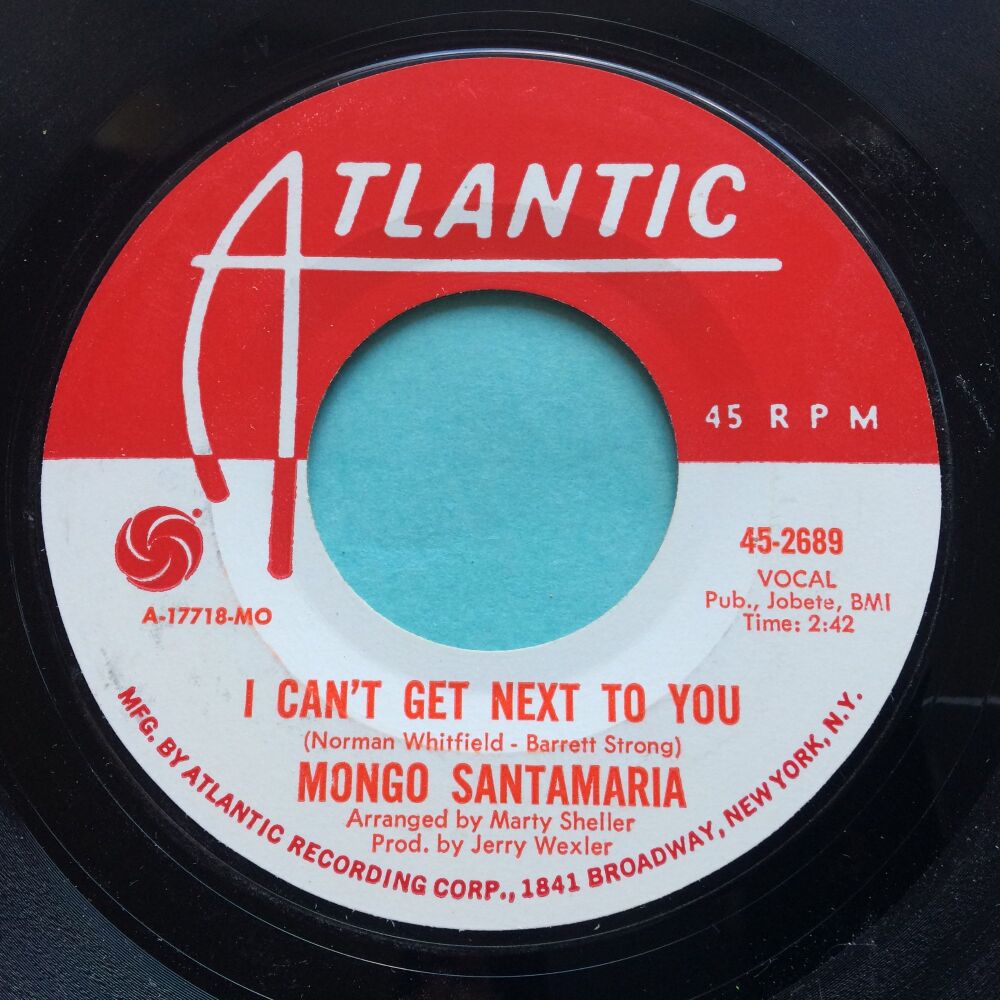 ATLANTIC
45 RPM
45-2689
VOCAL
Pub., Jobete, BMI
Time: 2:42
A-17718-MO
I CAN'T GET NEXT TO YOU
(Norman Whitfield - Barrett Strong)
MONGO SANTAMARIA
Arranged by Marty Sheller
Prod. by Jerry Wexler
MFG. BY ATLANTIC RECORDING CORP., 1841 BROADWAY, NEW YORK, N.Y.